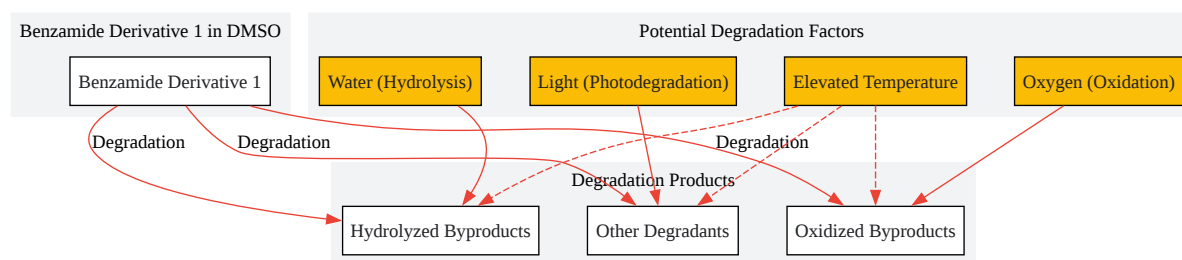 Benzamide Derivative 1 in DMSO
Potential Degradation Factors
Benzamide Derivative 1
Water (Hydrolysis)
Light (Photodegradation)
Elevated Temperature
Oxygen (Oxidation)
Degradation
Degradation
Degradation
Degradation Products
Hydrolyzed Byproducts
Other Degradants
Oxidized Byproducts